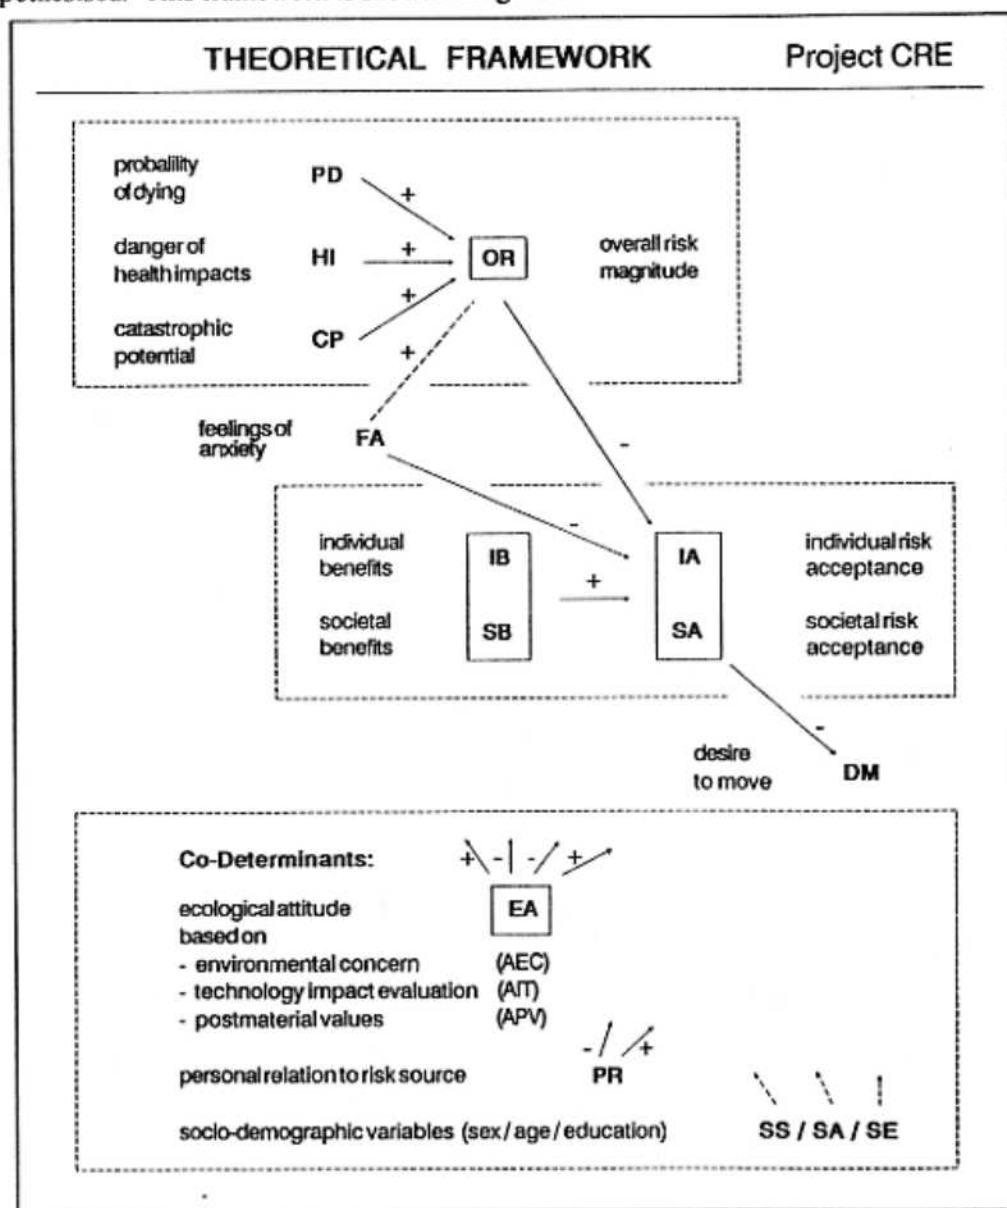 THEORETICAL FRAMEWORK Project CRE
probalility
of dying
PD
+
danger of
health impacts
HI
+
OR
overall risk
magnitude
+
catastrophic
potential
CP
+
feelings of
anxiety
FA
-
-
individual
benefits
IB
IA
individual risk
acceptance
+
societal
benefits
SB
SA
societal risk
acceptance
-
desire
to move
DM
Co-Determinants:
+ - - +
ecological attitude
based on
EA
- environmental concern (AEC)
- technology impact evaluation (AIT)
- postmaterial values (APV)
- +
personal relation to risk source PR
socio-demographic variables (sex / age / education) SS / SA / SE